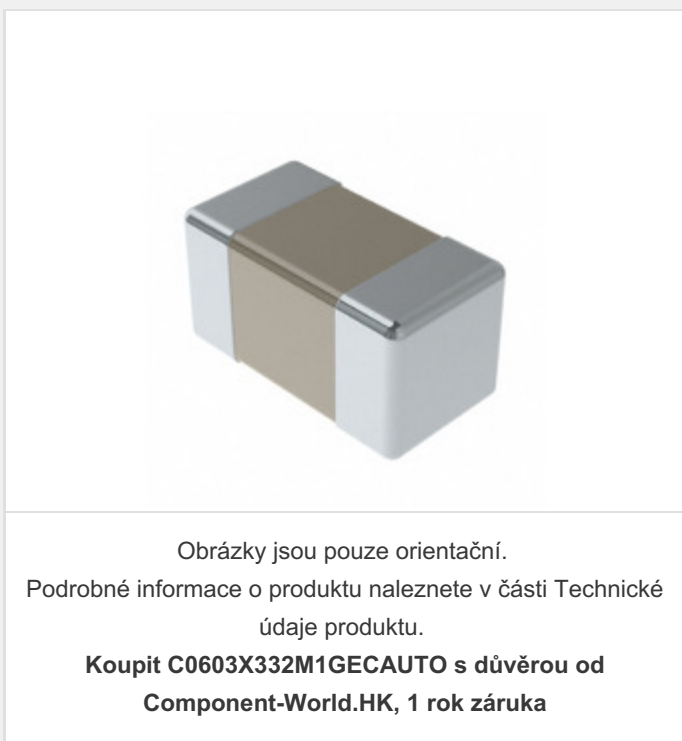 Obrázky jsou pouze orientační.
Podrobné informace o produktu naleznete v části Technické
údaje produktu.
Koupit C0603X332M1GECAUTO s důvěrou od
Component-World.HK, 1 rok záruka